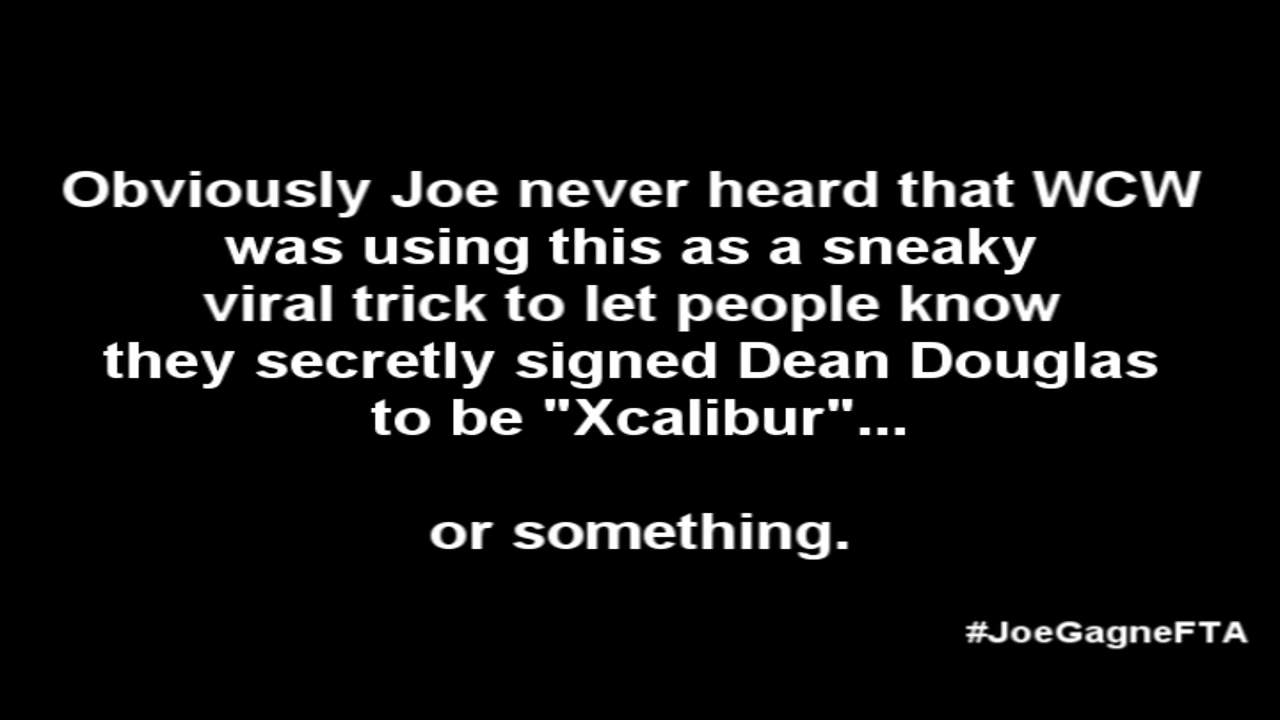 Obviously Joe never heard that WCW
was using this as a sneaky
viral trick to let people know
they secretly signed Dean Douglas
to be "Xcalibur"...
or something.
#JoeGagneFTA